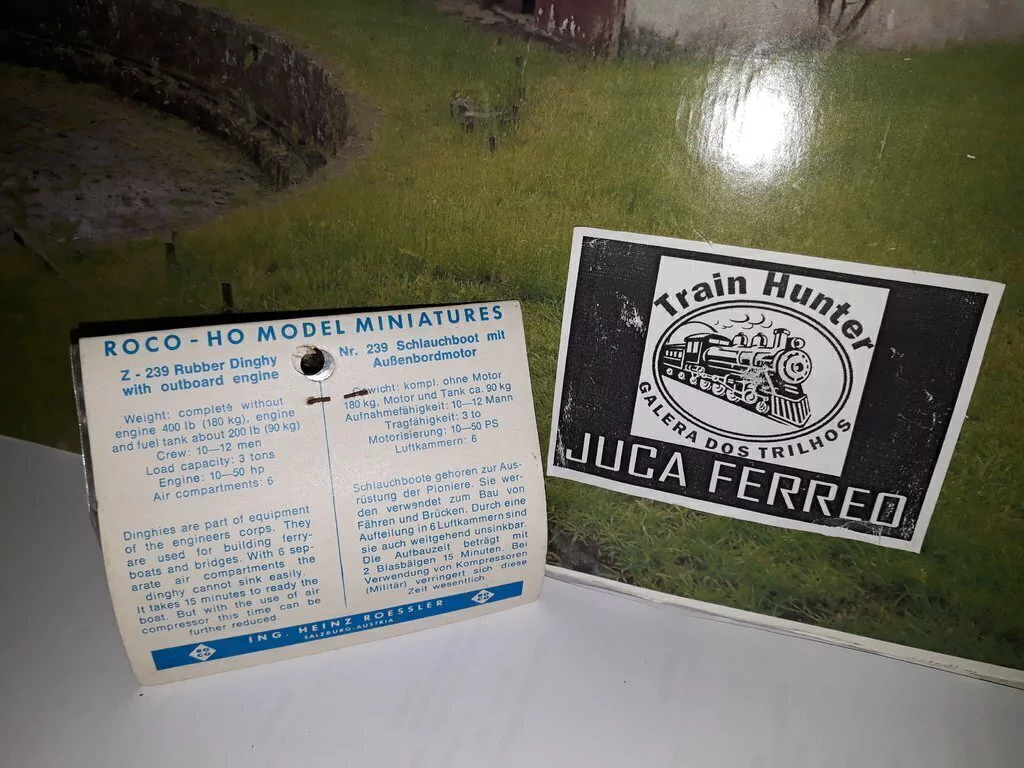 ROCO - HO MODEL MINIATURES
Z - 239 Rubber Dinghy
with outboard engine
Weight: complete without
engine 400 lb (180 kg), engine
and fuel tank about 200 lb (90 kg)
Crew: 10—12 men
Load capacity: 3 tons
Engine: 10—50 hp
Air compartments: 6
Dinghies are part of equipment
of the engineers corps. They
are used for building ferry-
boats and bridges. With 6 sep-
arate air compartments the
dinghy cannot sink easily.
It takes 15 minutes to ready the
boat. But with the use of air
compressor this time can be
further reduced.
Nr. 239 Schlauchboot mit
Außenbordmotor
Gewicht: kompl. ohne Motor
180 kg, Motor und Tank ca. 90 kg
Aufnahmefähigkeit: 10—12 Mann
Tragfähigkeit: 3 to
Motorisierung: 10—50 PS
Luftkammern: 6
Schlauchboote gehören zur Aus-
rüstung der Pioniere. Sie wer-
den verwendet zum Bau von
Fähren und Brücken. Durch eine
Aufteilung in 6 Luftkammern sind
sie auch weitgehend unsinkbar.
Die Aufbauzeit beträgt mit
2 Blasbälgen 15 Minuten. Bei
Verwendung von Kompressoren
(Militär) verringert sich diese
Zeit wesentlich.
ROCO
ING. HEINZ ROESSLER
SALZBURG-AUSTRIA
ROCO
Train Hunter
GALERA DOS TRILHOS
JUCA FERREO